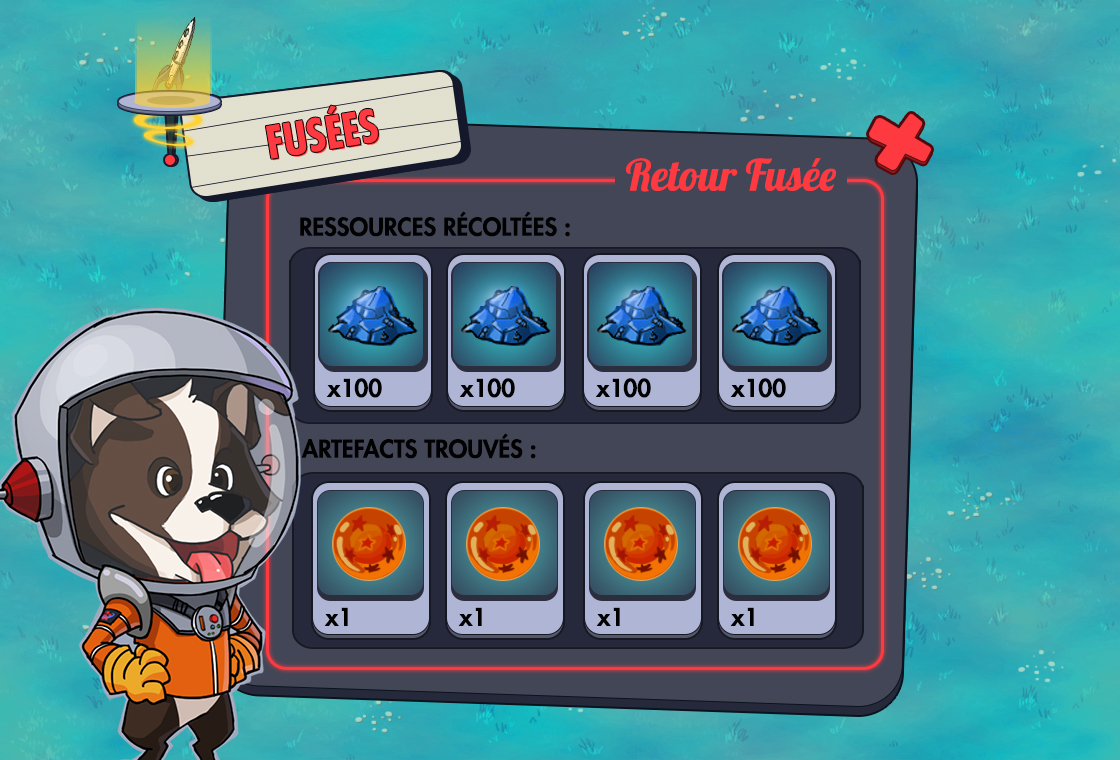 FUSÉES
Retour Fusée
RESSOURCES RÉCOLTÉES :
x100 x100 x100 x100
ARTEFACTS TROUVÉS :
x1 x1 x1 x1